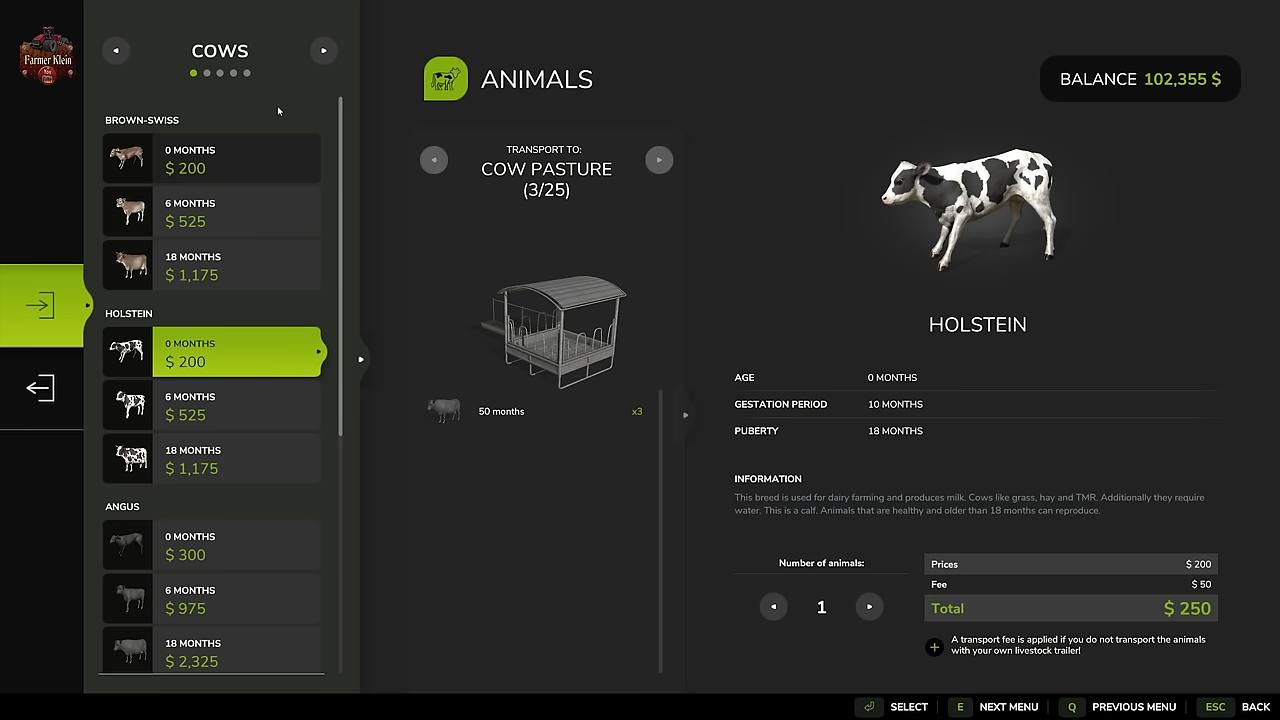 Farmer Klein
You
COWS
BROWN-SWISS
0 MONTHS
$ 200
6 MONTHS
$ 525
18 MONTHS
$ 1,175
HOLSTEIN
0 MONTHS
$ 200
6 MONTHS
$ 525
18 MONTHS
$ 1,175
ANGUS
0 MONTHS
$ 300
6 MONTHS
$ 975
18 MONTHS
$ 2,325
ANIMALS
BALANCE 102,355 $
TRANSPORT TO:
COW PASTURE
(3/25)
50 months x3
HOLSTEIN
AGE 0 MONTHS
GESTATION PERIOD 10 MONTHS
PUBERTY 18 MONTHS
INFORMATION
This breed is used for dairy farming and produces milk. Cows like grass, hay and TMR. Additionally they require
water. This is a calf. Animals that are healthy and older than 18 months can reproduce.
Number of animals:
1
Prices $ 200
Fee $ 50
Total $ 250
A transport fee is applied if you do not transport the animals
with your own livestock trailer!
SELECT E NEXT MENU Q PREVIOUS MENU ESC BACK